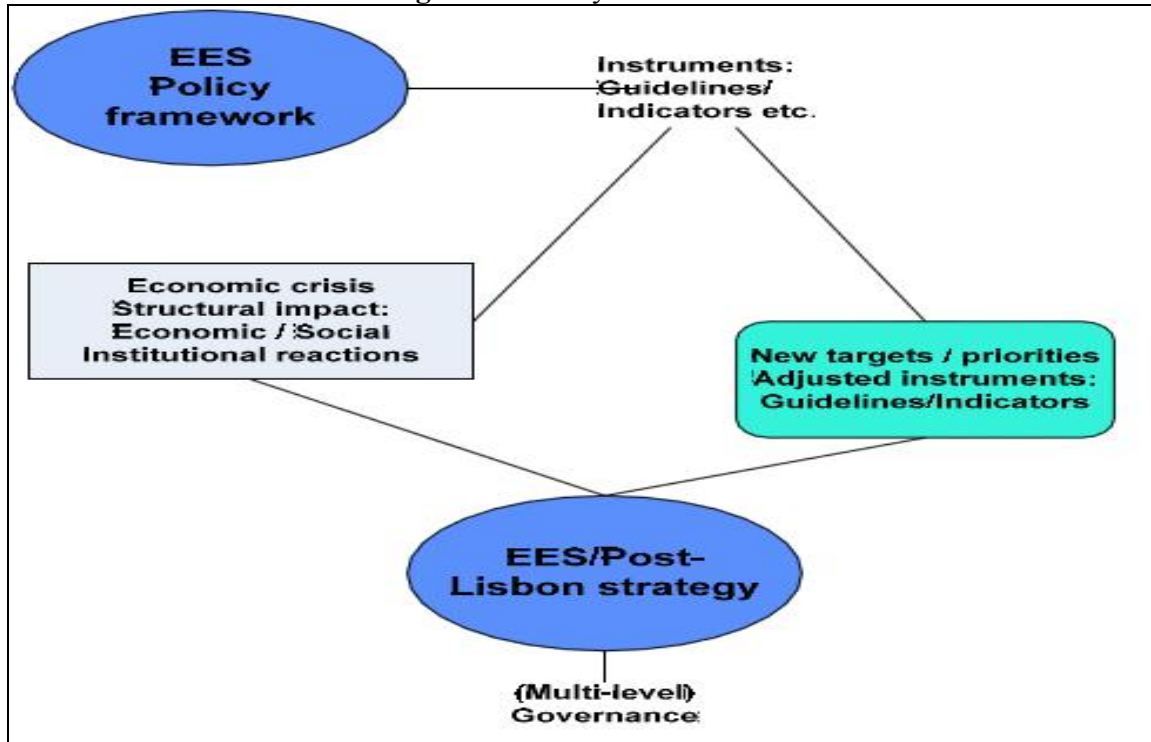 EES
Policy
framework
Instruments:
Guidelines/
Indicators etc.
Economic crisis
Structural impact:
Economic / Social
Institutional reactions
New targets / priorities
Adjusted instruments:
Guidelines/Indicators
EES/Post-
Lisbon strategy
(Multi-level)
Governance